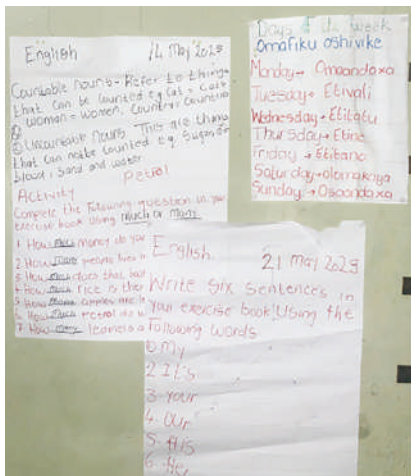 English 14 May 2025
Countable nouns - Refer to things
that can be counted e.g Cat = Cats
woman = women, Country = Countries
Uncountable nouns This are things
that can not be counted e.g Sugar, oil
blood, Sand and water
Petrol
Activity
Complete the following question in your
exercise book using much or many
1. How much money do you
2. How many people lives in
3. How much does that
4. How much rice is there
5. How many apples are
6. How much Petrol do
7. How many learners a
Days of the week
Omafiku oshivike
Monday → Omaandaxa
Tuesday → Etivali
Wednesday → Etitatu
Thursday → Etine
Friday → Etitano
Saturday → olomakaya
Sunday → Osoondaxa
English 21 May 2025
Write six sentences in
your exercise book Using the
following words
1. My
2. It's
3. Your
4. Our
5. His
6. Her